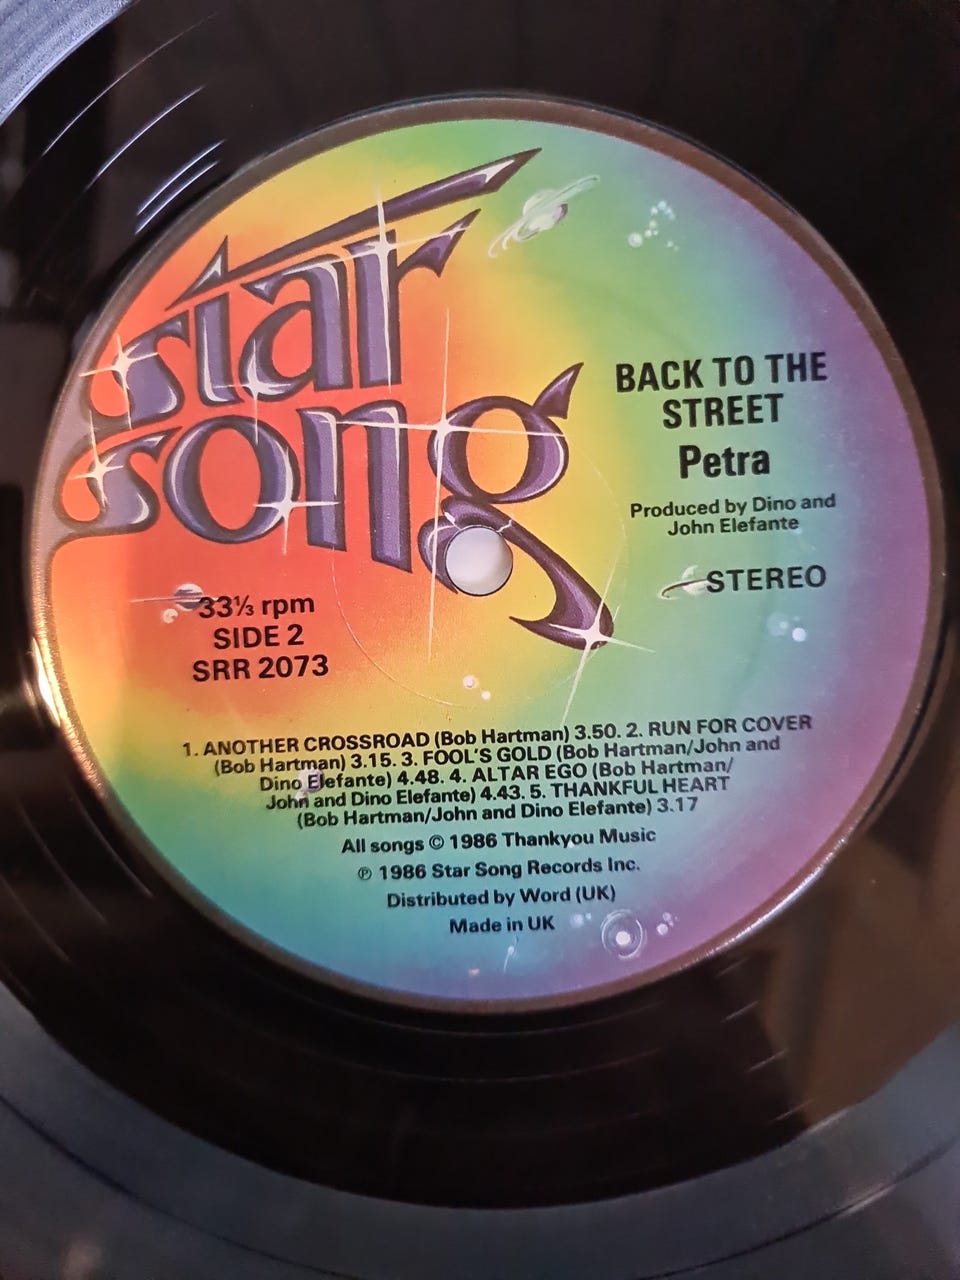 star
song
BACK TO THE
STREET
Petra
Produced by Dino and
John Elefante
STEREO
33⅓ rpm
SIDE 2
SRR 2073
1. ANOTHER CROSSROAD (Bob Hartman) 3.50. 2. RUN FOR COVER
(Bob Hartman) 3.15. 3. FOOL'S GOLD (Bob Hartman/John and
Dino Elefante) 4.48. 4. ALTAR EGO (Bob Hartman/
John and Dino Elefante) 4.43. 5. THANKFUL HEART
(Bob Hartman/John and Dino Elefante) 3.17
All songs © 1986 Thankyou Music
℗ 1986 Star Song Records Inc.
Distributed by Word (UK)
Made in UK